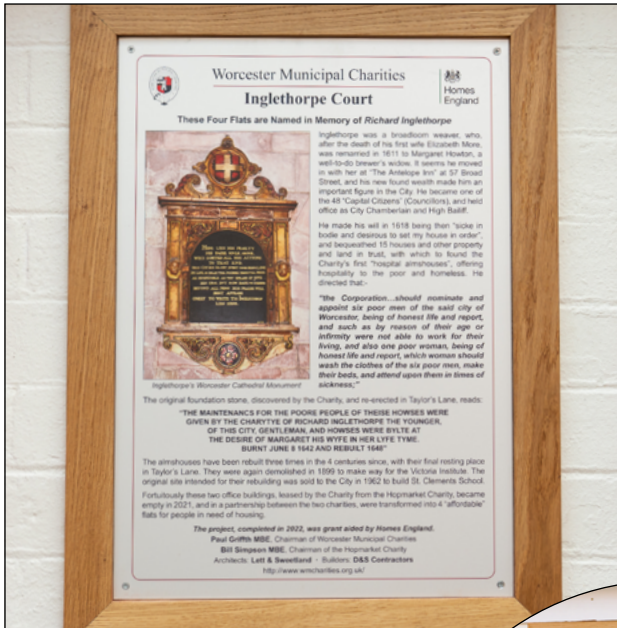 Worcester Municipal Charities
Homes
England
Inglethorpe Court
These Four Flats are Named in Memory of Richard Inglethorpe
Inglethorpe was a broadloom weaver, who,
after the death of his first wife Elizabeth More,
was remarried in 1611 to Margaret Howton, a
well-to-do brewer's widow. It seems he moved
in with her at "The Antelope Inn" at 57 Broad
Street, and his new found wealth made him an
important figure in the City. He became one of
the 48 "Capital Citizens" (Councillors), and held
office as City Chamberlain and High Bailiff.
He made his will in 1618 being then "sicke in
bodie and desirous to set my house in order",
and bequeathed 15 houses and other property
and land in trust, with which to found the
Charity's first "hospital almshouses", offering
hospitality to the poor and homeless. He
directed that:-
"the Corporation...should nominate and
appoint six poor men of the said city of
Worcester, being of honest life and report,
and such as by reason of their age or
infirmity were not able to work for their
living, and also one poor woman, being of
honest life and report, which woman should
wash the clothes of the six poor men, make
their beds, and attend upon them in times of
sickness;"
Inglethorpe's Worcester Cathedral Monument
The original foundation stone, discovered by the Charity, and re-erected in Taylor's Lane, reads:
"THE MAINTENANCS FOR THE POORE PEOPLE OF THEISE HOWSES WERE
GIVEN BY THE CHARYTYE OF RICHARD INGLETHORPE THE YOUNGER,
OF THIS CITY, GENTLEMAN, AND HOWSES WERE BYLTE AT
THE DESIRE OF MARGARET HIS WYFE IN HER LYFE TYME.
BURNT JUNE 8 1642 AND REBUILT 1648"
The almshouses have been rebuilt three times in the 4 centuries since, with their final resting place
in Taylor's Lane. They were again demolished in 1899 to make way for the Victoria Institute. The
original site intended for their rebuilding was sold to the City in 1962 to build St. Clements School.
Fortuitously these two office buildings, leased by the Charity from the Hopmarket Charity, became
empty in 2021, and in a partnership between the two charities, were transformed into 4 "affordable"
flats for people in need of housing.
The project, completed in 2022, was grant aided by Homes England.
Paul Griffith MBE, Chairman of Worcester Municipal Charities
Bill Simpson MBE, Chairman of the Hopmarket Charity
Architects: Lett & Sweetland - Builders: D&S Contractors
http://www.wmcharities.org.uk/